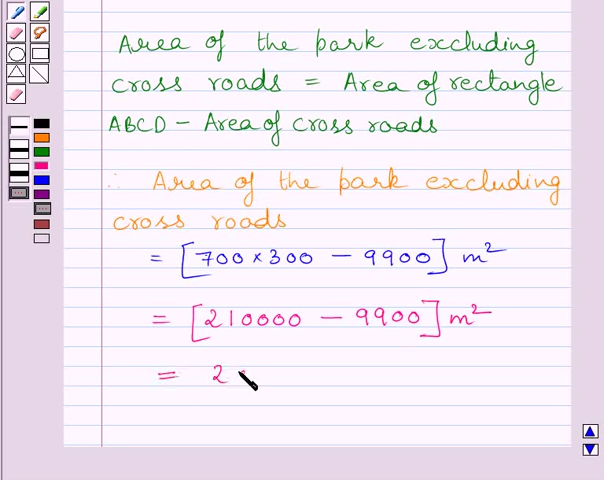 Area of the park excluding
cross roads = Area of rectangle
ABCD - Area of cross roads
∴ Area of the park excluding
cross roads
= [700 × 300 - 9900] m²
= [210000 - 9900] m²
= 2